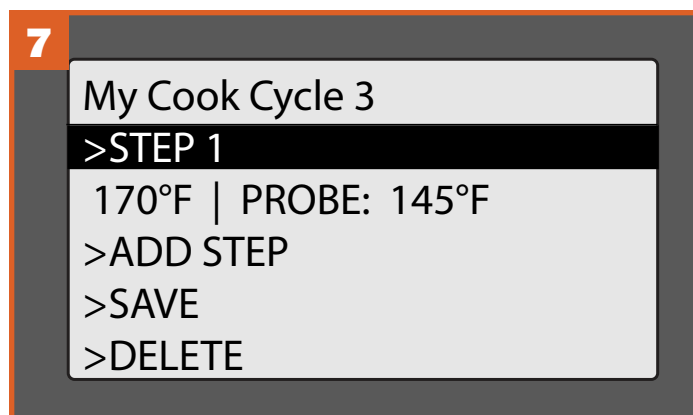 7
My Cook Cycle 3
>STEP 1
170°F | PROBE: 145°F
>ADD STEP
>SAVE
>DELETE